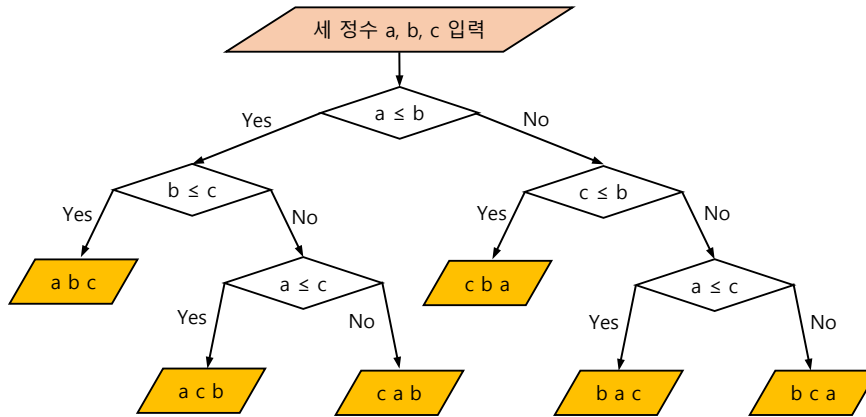 세 정수 a, b, c 입력
a ≤ b
Yes
No
b ≤ c
c ≤ b
Yes
No
Yes
No
a b c
a ≤ c
c b a
a ≤ c
Yes
No
Yes
No
a c b
c a b
b a c
b c a